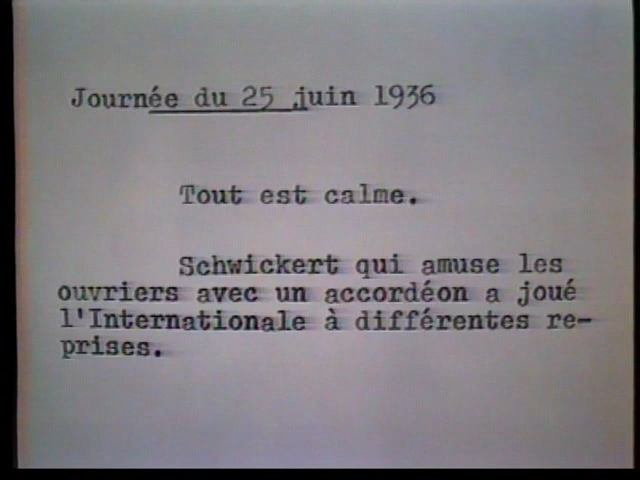 Journée du 25 juin 1936
Tout est calme.
Schwickert qui amuse les
ouvriers avec un accordéon a joué
l'Internationale à différentes re-
prises.